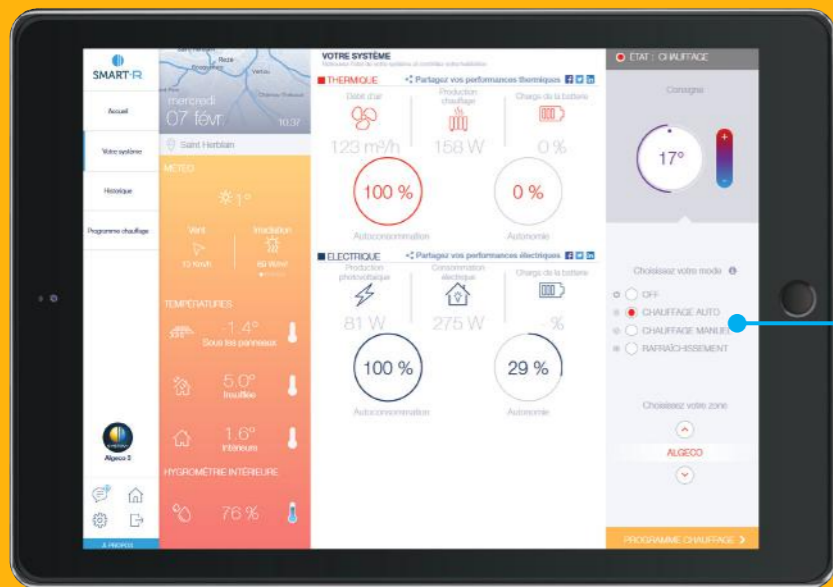 SMART-R
Accueil
Votre système
Historique
Programme chauffage
Algeco 3
À PROPOS
Reze
Vertou
mercredi
07 févr.
10:37
Saint Herblain
MÉTÉO
1°
Vent
Irradiation
TEMPÉRATURES
-1.4°
Sous les panneaux
5.0°
Insufflée
1.6°
Intérieure
HYGROMÉTRIE INTÉRIEURE
76 %
VOTRE SYSTÈME
THERMIQUE
Partagez vos performances thermiques
Débit d'air
Production chauffage
Charge de la batterie
123 m³/h
158 W
0 %
100 %
0 %
Autoconsommation
Autonomie
ELECTRIQUE
Partagez vos performances électriques
Production photovoltaïque
Consommation électrique
Charge de la batterie
81 W
275 W
- %
100 %
29 %
Autoconsommation
Autonomie
ÉTAT : CHAUFFAGE
Consigne
17°
+
-
Choisissez votre mode
OFF
CHAUFFAGE AUTO
CHAUFFAGE MANUEL
RAFRAÎCHISSEMENT
Choisissez votre zone
ALGECO
PROGRAMME CHAUFFAGE >